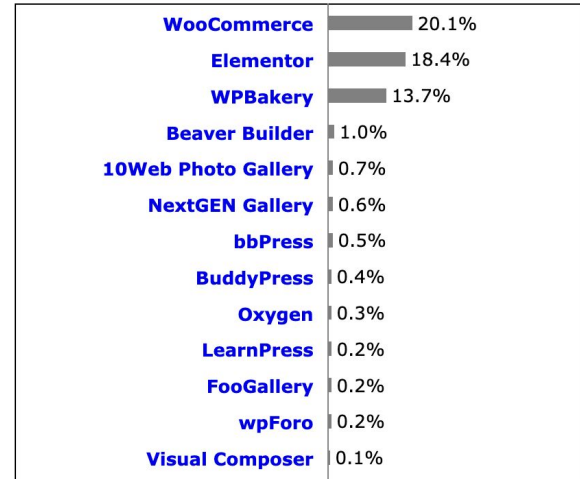 WooCommerce 20.1%
Elementor 18.4%
WPBakery 13.7%
Beaver Builder 1.0%
10Web Photo Gallery 0.7%
NextGEN Gallery 0.6%
bbPress 0.5%
BuddyPress 0.4%
Oxygen 0.3%
LearnPress 0.2%
FooGallery 0.2%
wpForo 0.2%
Visual Composer 0.1%